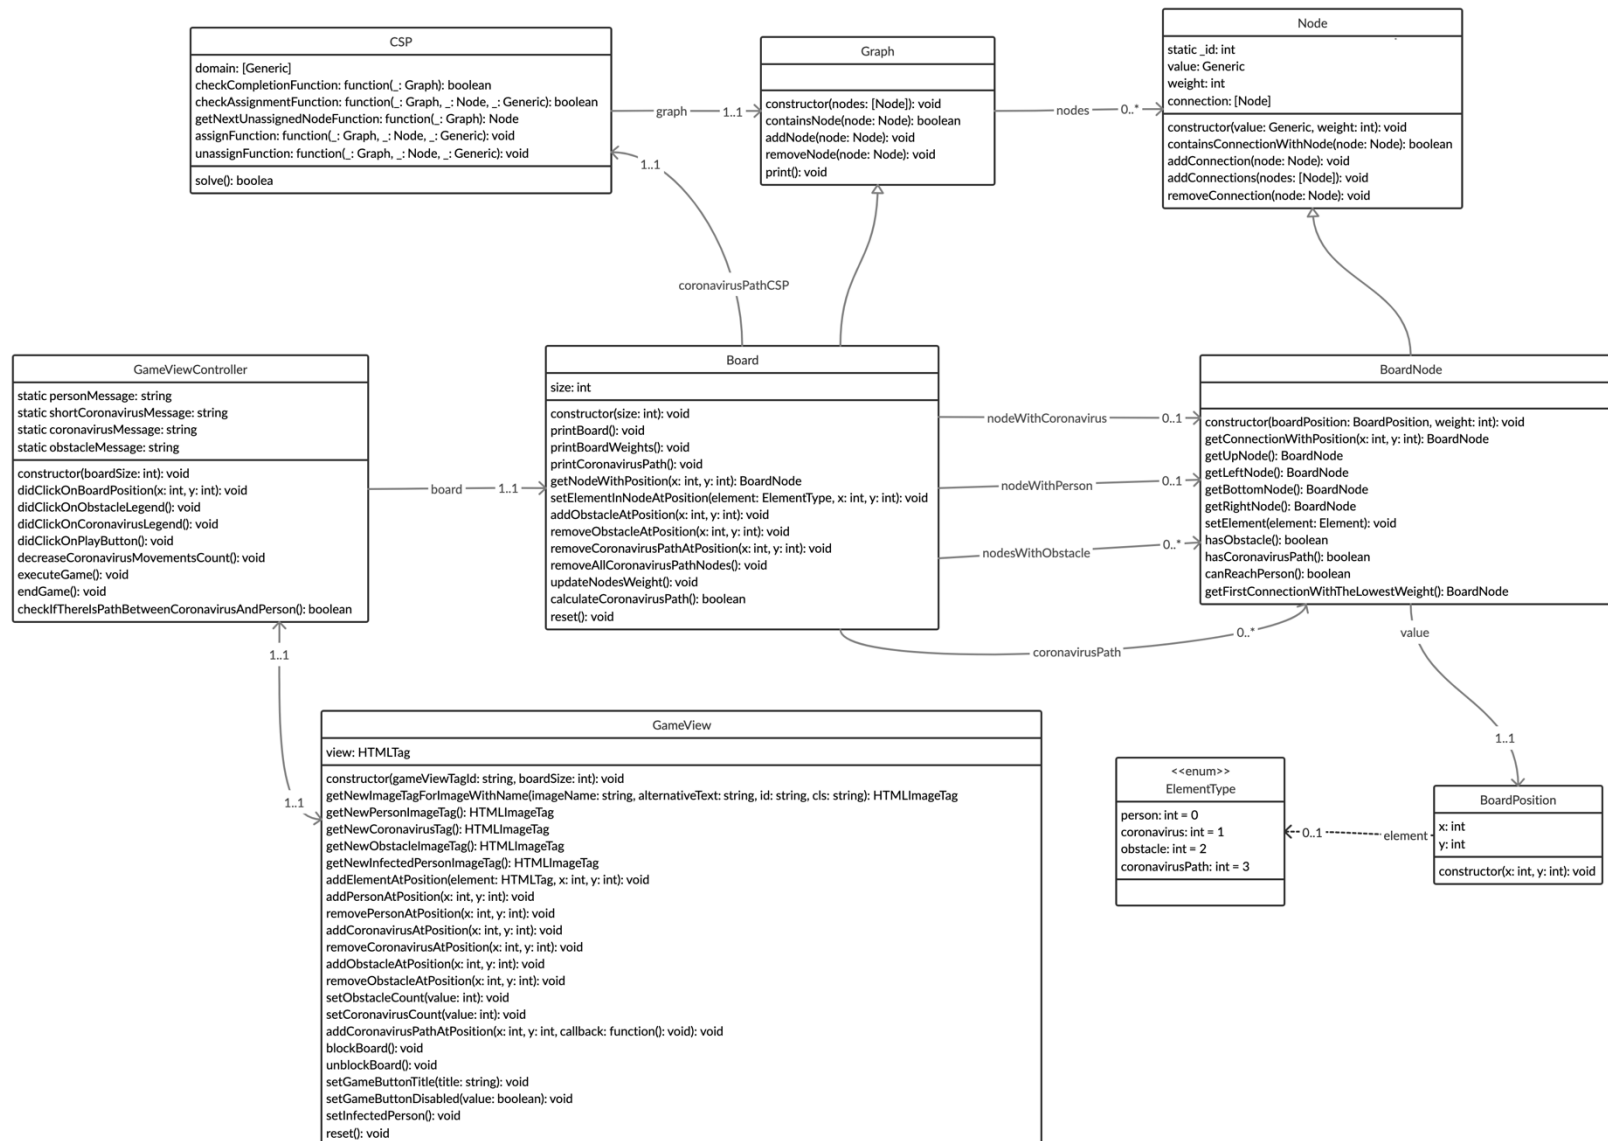 CSP
domain: [Generic]
checkCompletionFunction: function(_: Graph): boolean
checkAssignmentFunction: function(_: Graph, _: Node, _: Generic): boolean
getNextUnassignedNodeFunction: function(_: Graph): Node
assignFunction: function(_: Graph, _: Node, _: Generic): void
unassignFunction: function(_: Graph, _: Node, _: Generic): void
solve(): boolea
graph
1..1
Graph
constructor(nodes: [Node]): void
containsNode(node: Node): boolean
addNode(node: Node): void
removeNode(node: Node): void
print(): void
nodes
0..*
Node
static _id: int
value: Generic
weight: int
connection: [Node]
constructor(value: Generic, weight: int): void
containsConnectionWithNode(node: Node): boolean
addConnection(node: Node): void
addConnections(nodes: [Node]): void
removeConnection(node: Node): void
1..1
coronavirusPathCSP
GameViewController
static personMessage: string
static shortCoronavirusMessage: string
static coronavirusMessage: string
static obstacleMessage: string
constructor(boardSize: int): void
didClickOnBoardPosition(x: int, y: int): void
didClickOnObstacleLegend(): void
didClickOnCoronavirusLegend(): void
didClickOnPlayButton(): void
decreaseCoronavirusMovementsCount(): void
executeGame(): void
endGame(): void
checkIfThereIsPathBetweenCoronavirusAndPerson(): boolean
board
1..1
Board
size: int
constructor(size: int): void
printBoard(): void
printBoardWeights(): void
printCoronavirusPath(): void
getNodeWithPosition(x: int, y: int): BoardNode
setElementInNodeAtPosition(element: ElementType, x: int, y: int): void
addObstacleAtPosition(x: int, y: int): void
removeObstacleAtPosition(x: int, y: int): void
removeCoronavirusPathAtPosition(x: int, y: int): void
removeAllCoronavirusPathNodes(): void
updateNodesWeight(): void
calculateCoronavirusPath(): boolean
reset(): void
nodeWithCoronavirus
0..1
nodeWithPerson
0..1
nodesWithObstacle
0..*
coronavirusPath
0..*
BoardNode
constructor(boardPosition: BoardPosition, weight: int): void
getConnectionWithPosition(x: int, y: int): BoardNode
getUpNode(): BoardNode
getLeftNode(): BoardNode
getBottomNode(): BoardNode
getRightNode(): BoardNode
setElement(element: Element): void
hasObstacle(): boolean
hasCoronavirusPath(): boolean
canReachPerson(): boolean
getFirstConnectionWithTheLowestWeight(): BoardNode
value
1..1
1..1
1..1
GameView
view: HTMLTag
constructor(gameViewTagId: string, boardSize: int): void
getNewImageTagForImageWithName(imageName: string, alternativeText: string, id: string, cls: string): HTMLImageTag
getNewPersonImageTag(): HTMLImageTag
getNewCoronavirusTag(): HTMLImageTag
getNewObstacleImageTag(): HTMLImageTag
getNewInfectedPersonImageTag(): HTMLImageTag
addElementAtPosition(element: HTMLTag, x: int, y: int): void
addPersonAtPosition(x: int, y: int): void
removePersonAtPosition(x: int, y: int): void
addCoronavirusAtPosition(x: int, y: int): void
removeCoronavirusAtPosition(x: int, y: int): void
addObstacleAtPosition(x: int, y: int): void
removeObstacleAtPosition(x: int, y: int): void
setObstacleCount(value: int): void
setCoronavirusCount(value: int): void
addCoronavirusPathAtPosition(x: int, y: int, callback: function(): void): void
blockBoard(): void
unblockBoard(): void
setGameButtonTitle(title: string): void
setGameButtonDisabled(value: boolean): void
setInfectedPerson(): void
reset(): void
<<enum>>
ElementType
person: int = 0
coronavirus: int = 1
obstacle: int = 2
coronavirusPath: int = 3
0..1
element
BoardPosition
x: int
y: int
constructor(x: int, y: int): void